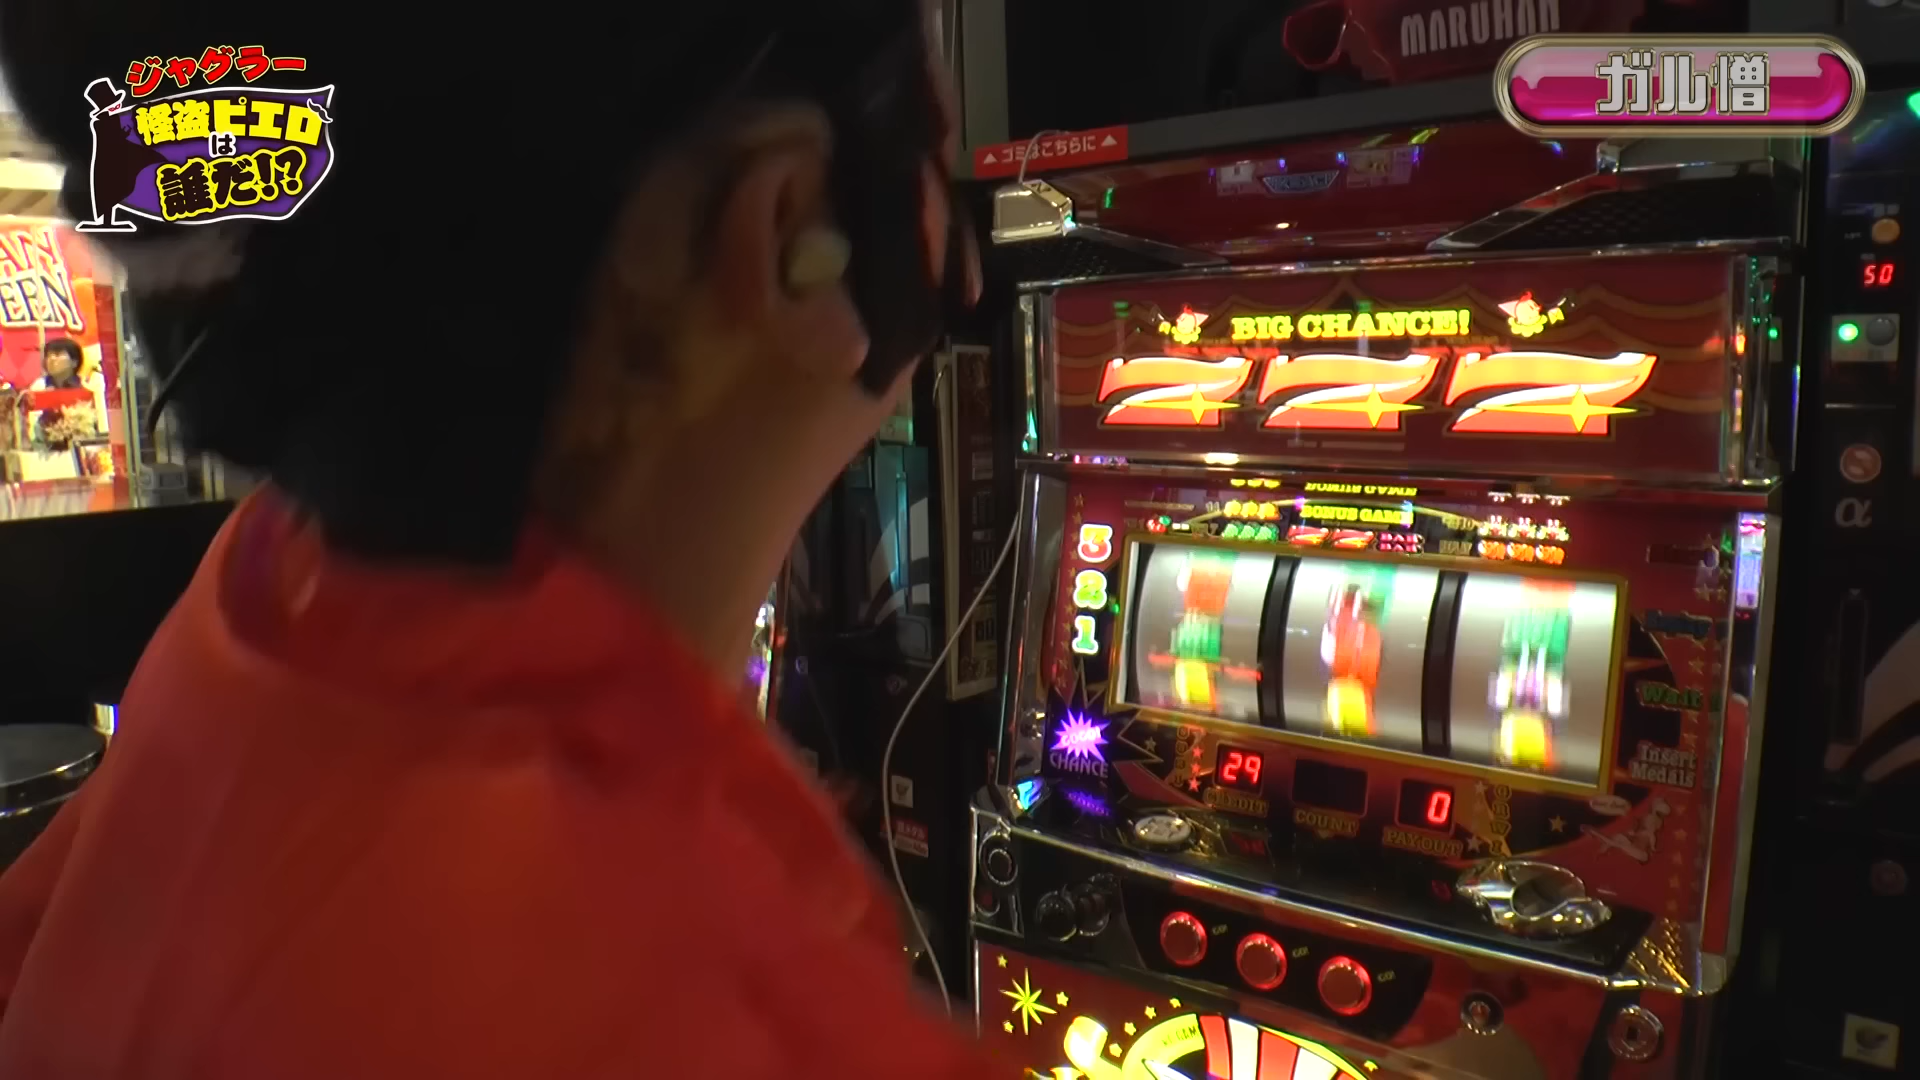 ジャグラー
怪盗ピエロ
は
誰だ!?
ガル憎
MARUHAN
▲ゴミはこちらに▲
50
BIG CHANCE!
777
BONUS GAME
3
2
1
GOGO!
CHANCE
29
CREDIT
COUNT
0
PAYOUT
Wait
Insert
Medals
α